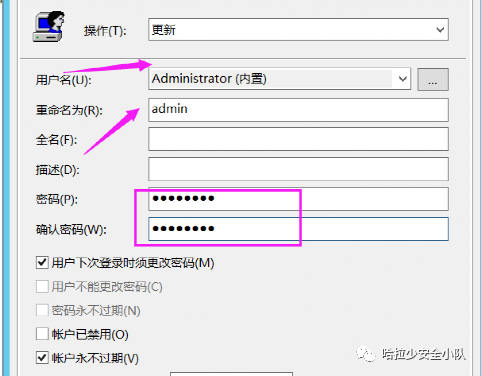 操作(T): 更新
用户名(U): Administrator (内置) ...
重命名为(R): admin
全名(F):
描述(D):
密码(P): ●●●●●●●●
确认密码(W): ●●●●●●●●
用户下次登录时须更改密码(M)
用户不能更改密码(C)
密码永不过期(N)
帐户已禁用(O)
帐户永不过期(V)
哈拉少安全小队